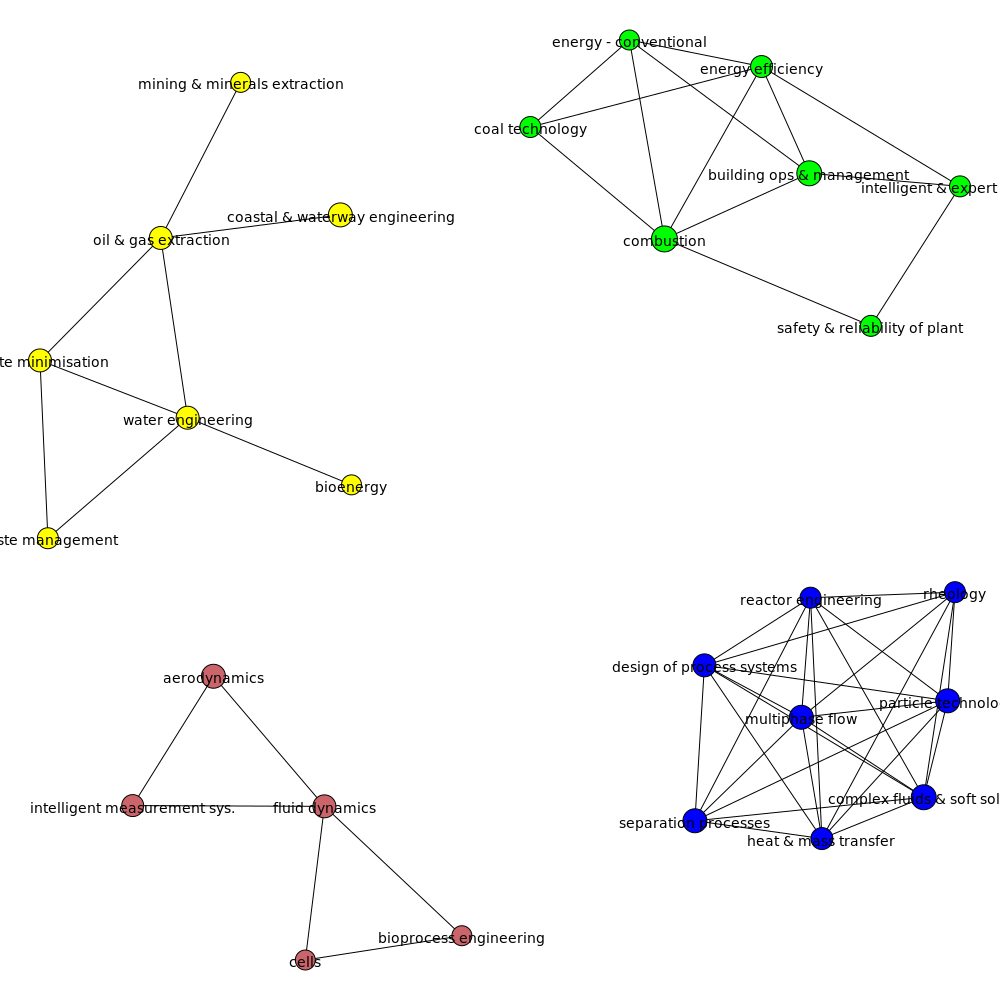 energy - conventional
energy efficiency
mining & minerals extraction
coal technology
building ops & management
intelligent & expert
coastal & waterway engineering
oil & gas extraction
combustion
safety & reliability of plant
te minimisation
water engineering
bioenergy
ste management
rheology
reactor engineering
design of process systems
aerodynamics
particle technolo
multiphase flow
complex fluids & soft sol
intelligent measurement sys.
fluid dynamics
separation processes
heat & mass transfer
bioprocess engineering
cells